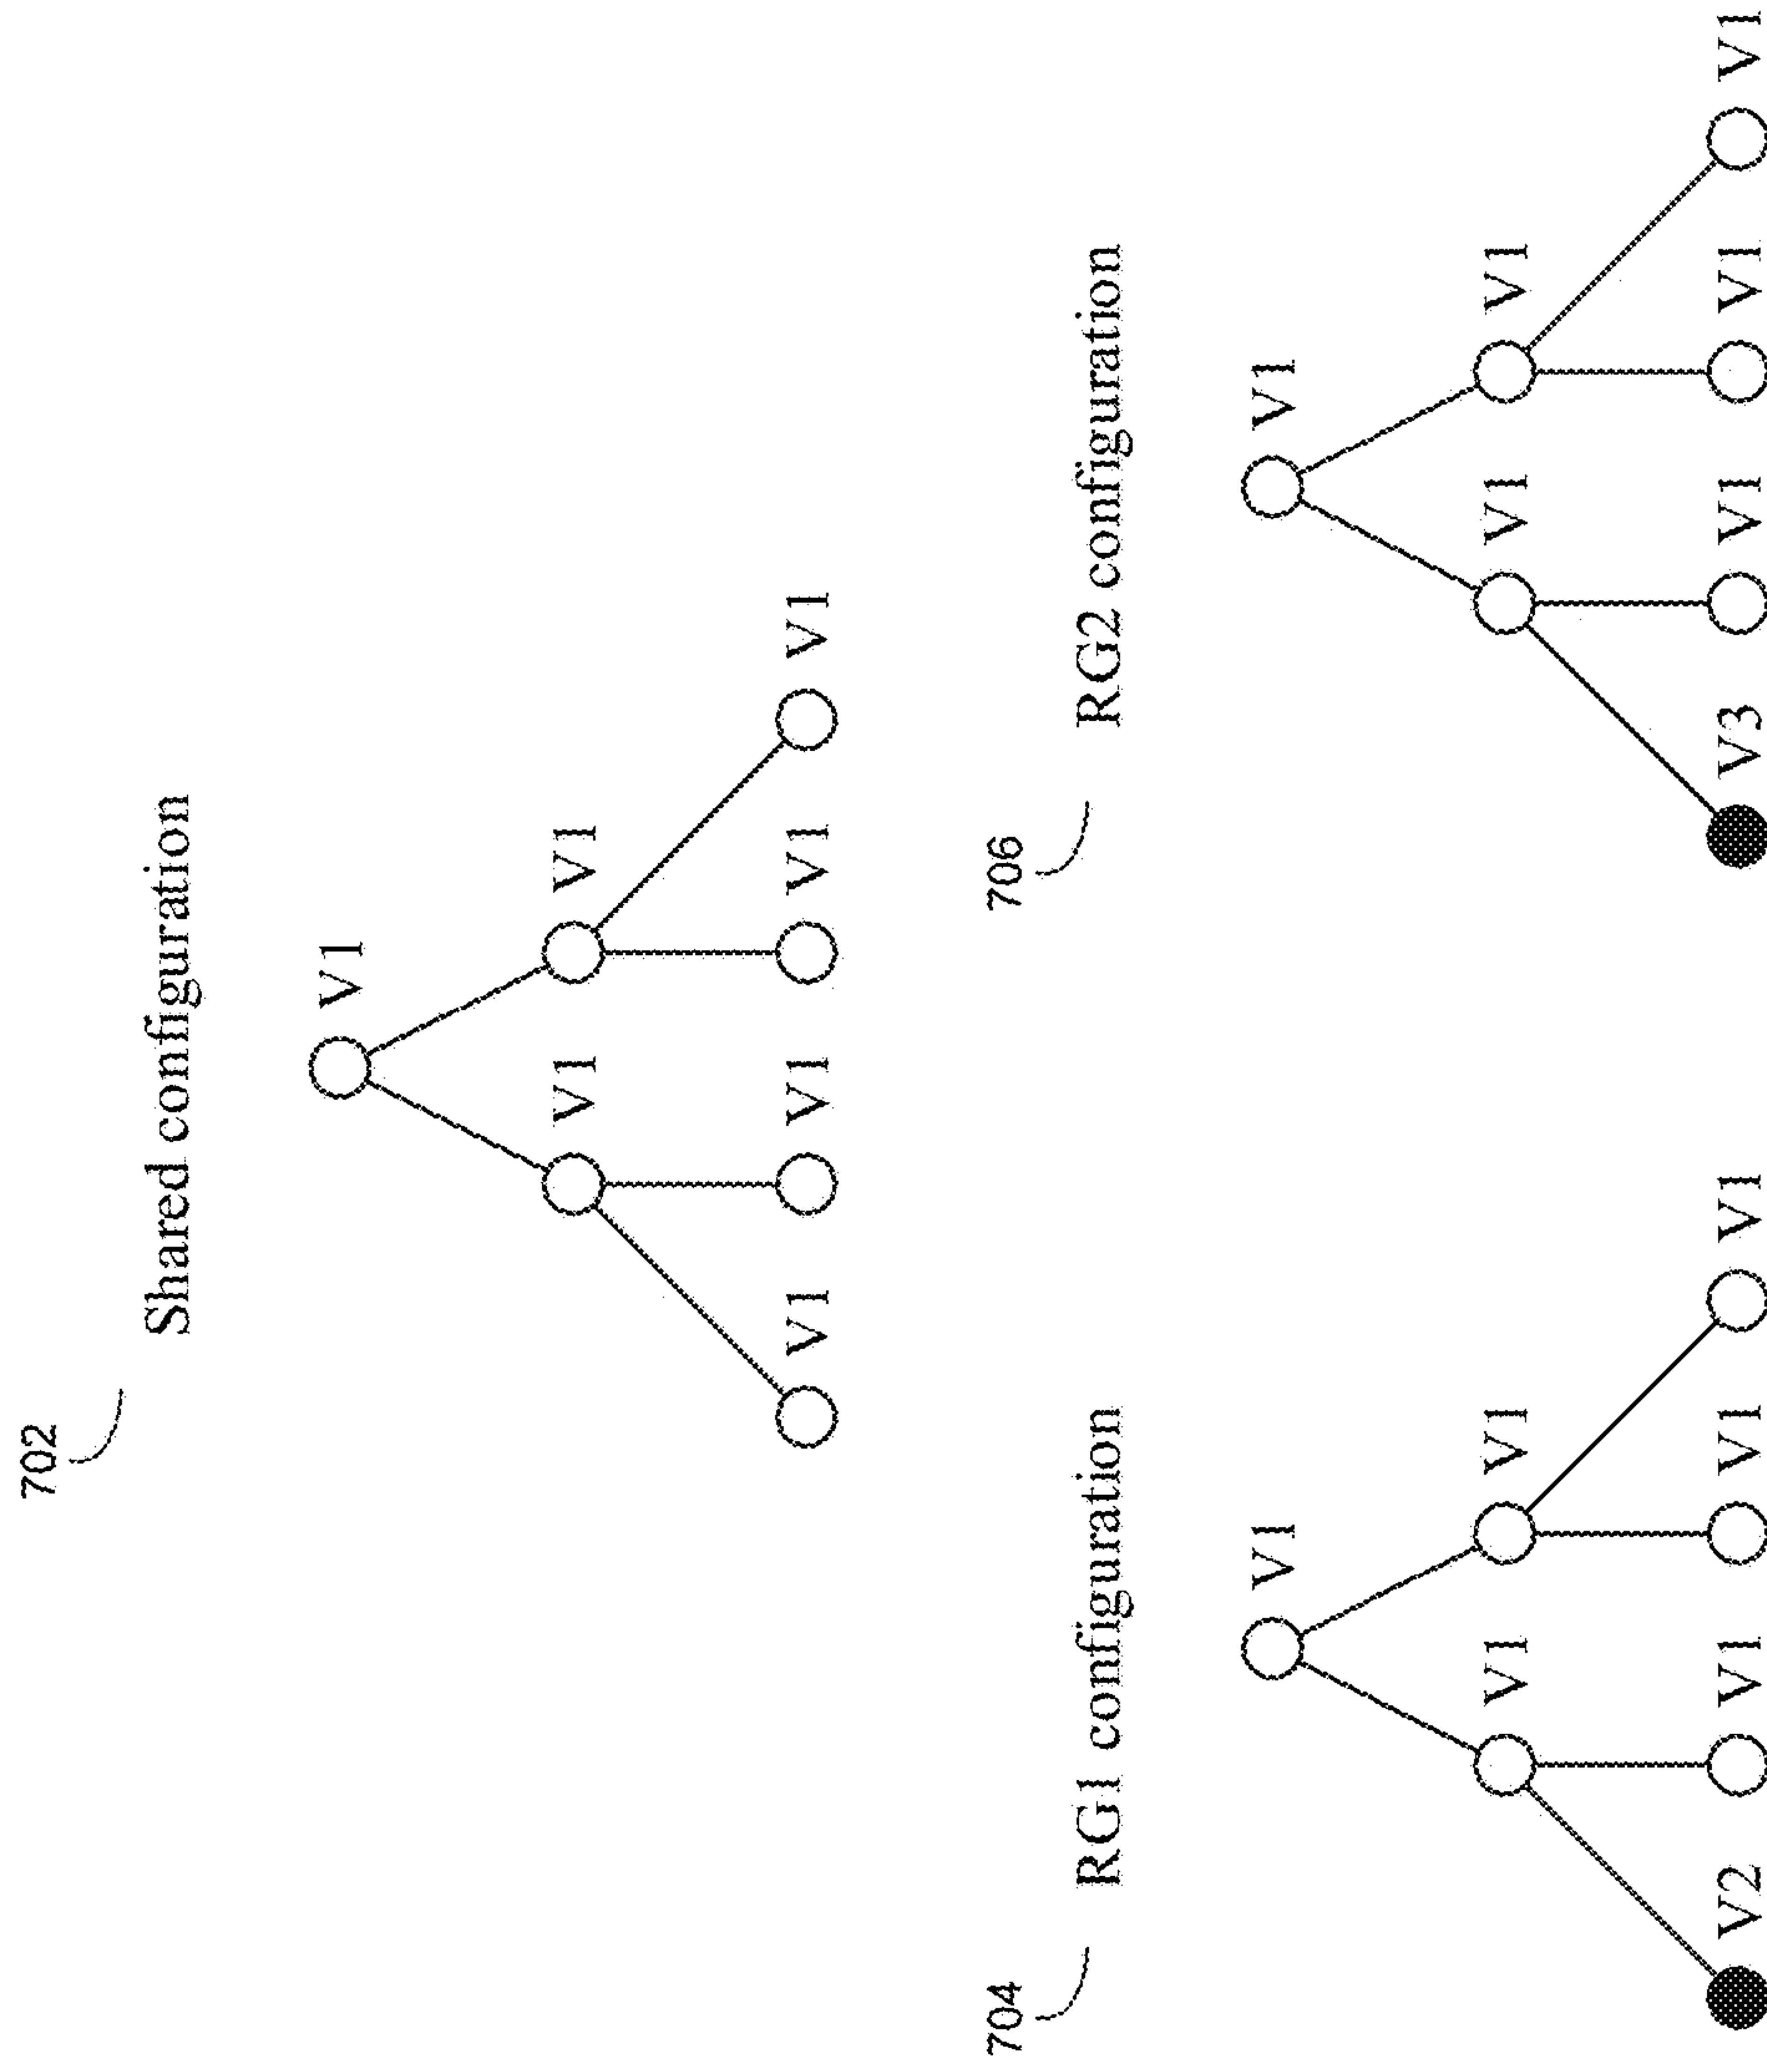 702
Shared configuration
V1
V1 V1
V1 V1 V1 V1
704
RG1 configuration
V1
V1 V1
V2 V1 V1 V1
706
RG2 configuration
V1
V1 V1
V3 V1 V1 V1